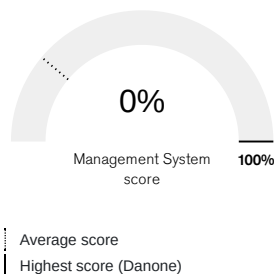 0%
Management System
score
100%
Average score
Highest score (Danone)